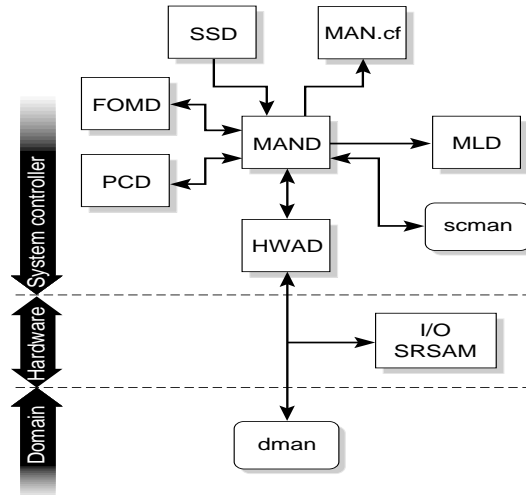 SSD
MAN.cf
FOMD
MAND
MLD
PCD
scman
HWAD
System controller
I/O
SRSAM
Hardware
dman
Domain